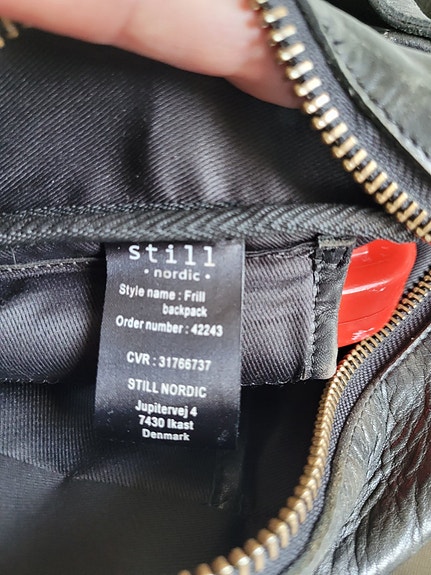 still
• nordic •
Style name : Frill
backpack
Order number : 42243
CVR : 31766737
STILL NORDIC
Jupitervej 4
7430 Ikast
Denmark